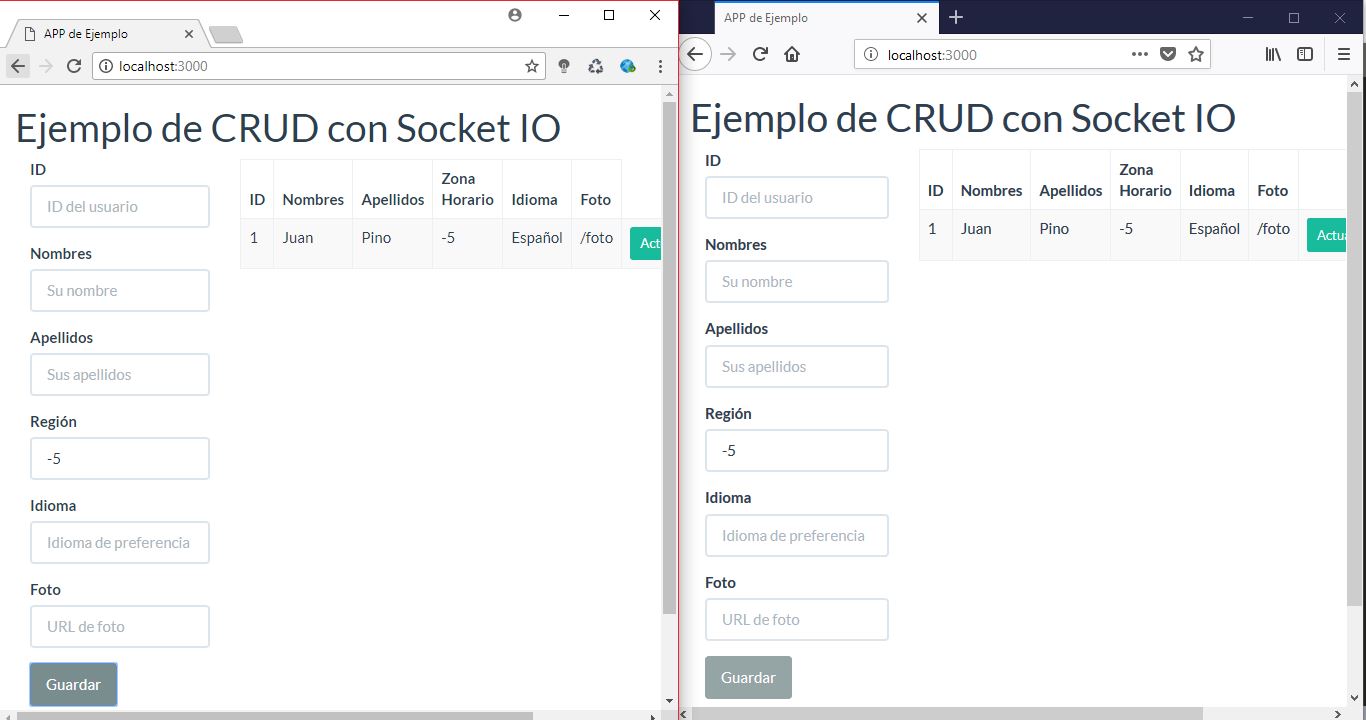 APP de Ejemplo
localhost:3000
Ejemplo de CRUD con Socket IO
ID
ID del usuario
Nombres
Su nombre
Apellidos
Sus apellidos
Región
-5
Idioma
Idioma de preferencia
Foto
URL de foto
Guardar
ID Nombres Apellidos Zona Horario Idioma Foto
1 Juan Pino -5 Español /foto Act
APP de Ejemplo
localhost:3000
Ejemplo de CRUD con Socket IO
ID
ID del usuario
Nombres
Su nombre
Apellidos
Sus apellidos
Región
-5
Idioma
Idioma de preferencia
Foto
URL de foto
Guardar
ID Nombres Apellidos Zona Horario Idioma Foto
1 Juan Pino -5 Español /foto Actua